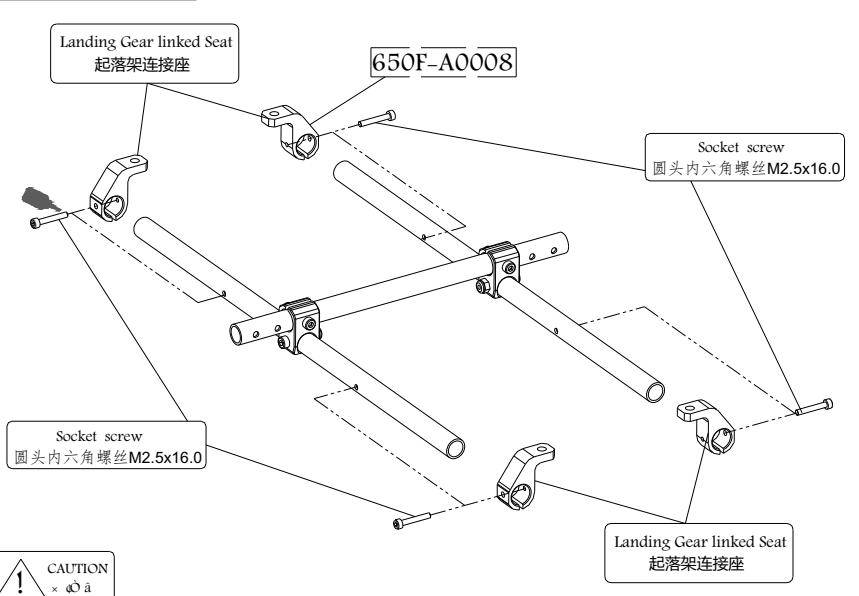 Landing Gear linked Seat
起落架连接座
650F-A0008
Socket screw
圆头内六角螺丝M2.5x16.0
Socket screw
圆头内六角螺丝M2.5x16.0
Landing Gear linked Seat
起落架连接座
!
CAUTION